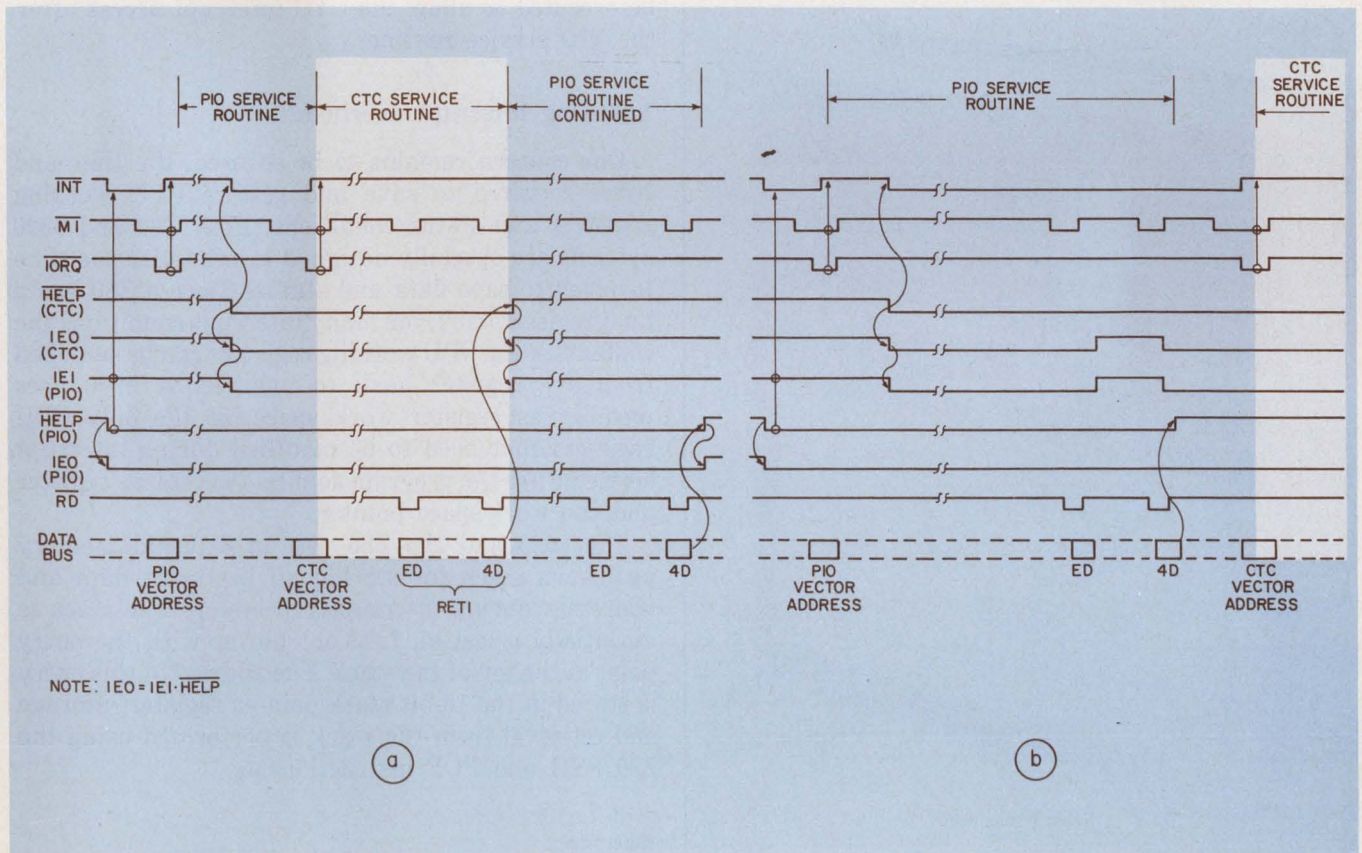 PIO SERVICE
ROUTINE
CTC SERVICE
ROUTINE
PIO SERVICE
ROUTINE
CONTINUED
INT
M1
IORQ
HELP
(CTC)
IEO
(CTC)
IEI
(PIO)
HELP
(PIO)
IEO
(PIO)
RD
DATA
BUS
PIO
VECTOR
ADDRESS
CTC
VECTOR
ADDRESS
ED
4D
RETI
ED
4D
NOTE: IEO = IEI·HELP
a
PIO SERVICE
ROUTINE
CTC
SERVICE
ROUTINE
PIO
VECTOR
ADDRESS
ED
4D
CTC
VECTOR
ADDRESS
b